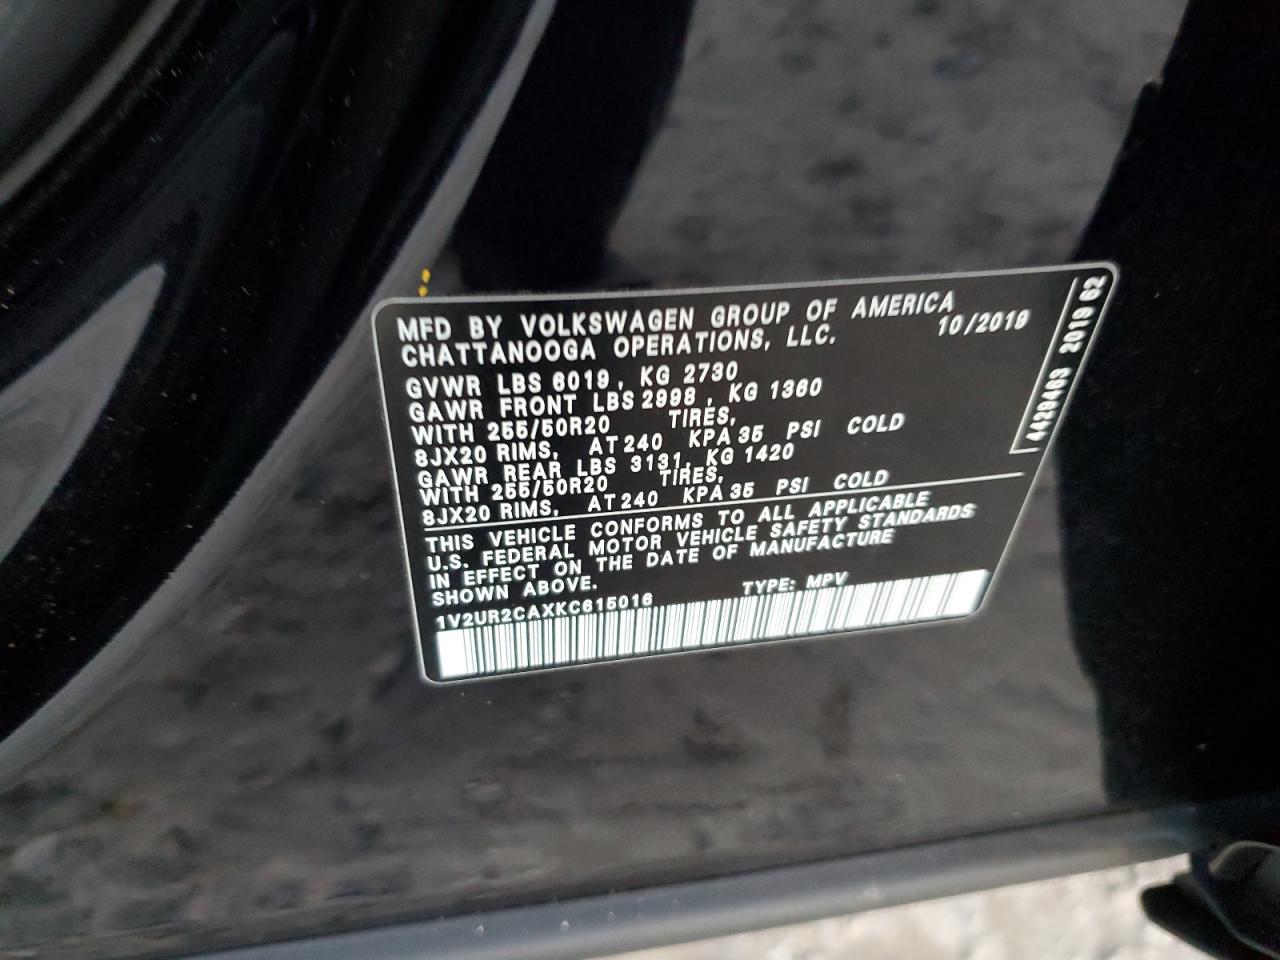 MFD BY VOLKSWAGEN GROUP OF AMERICA
CHATTANOOGA OPERATIONS, LLC.
10/2018
GVWR LBS 6019, KG 2730
GAWR FRONT LBS 2998, KG 1360
WITH 255/50R20 TIRES,
8JX20 RIMS, AT 240 KPA 35 PSI COLD
GAWR REAR LBS 3131, KG 1420
WITH 255/50R20 TIRES,
8JX20 RIMS, AT 240 KPA 35 PSI COLD
THIS VEHICLE CONFORMS TO ALL APPLICABLE
U.S. FEDERAL MOTOR VEHICLE SAFETY STANDARDS
IN EFFECT ON THE DATE OF MANUFACTURE
SHOWN ABOVE.
TYPE: MPV
1V2UR2CAXKC615016
4429463 2019 62